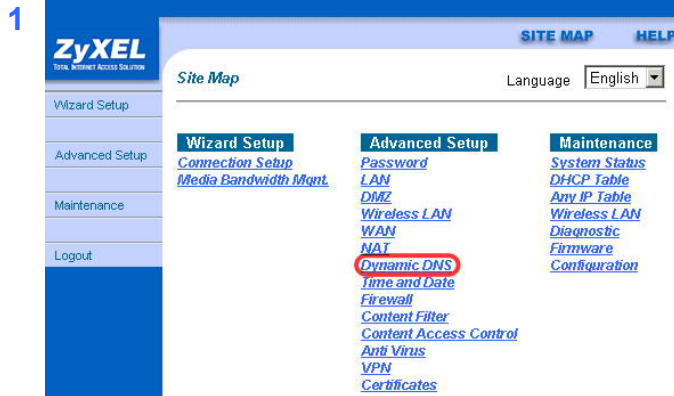 1
SITE MAP HELP
ZyXEL
TOTAL INTERNET ACCESS SOLUTION
Site Map
Language English
Wizard Setup
Advanced Setup
Maintenance
Logout
Wizard Setup
Connection Setup
Media Bandwidth Mgnt.
Advanced Setup
Password
LAN
DMZ
Wireless LAN
WAN
NAT
Dynamic DNS
Time and Date
Firewall
Content Filter
Content Access Control
Anti Virus
VPN
Certificates
Maintenance
System Status
DHCP Table
Any IP Table
Wireless LAN
Diagnostic
Firmware
Configuration